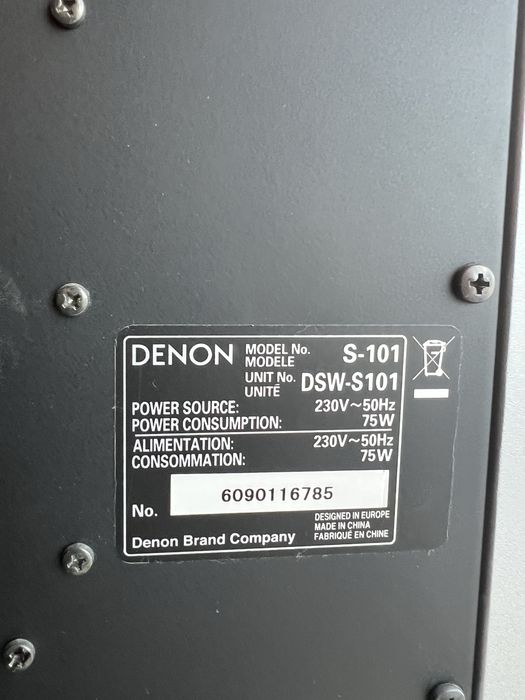 DENON MODEL No. S-101
MODELE
UNIT No. DSW-S101
UNITÉ
POWER SOURCE: 230V~50Hz
POWER CONSUMPTION: 75W
ALIMENTATION: 230V~50Hz
CONSOMMATION: 75W
No. 6090116785
Denon Brand Company
DESIGNED IN EUROPE
MADE IN CHINA
FABRIQUÉ EN CHINE